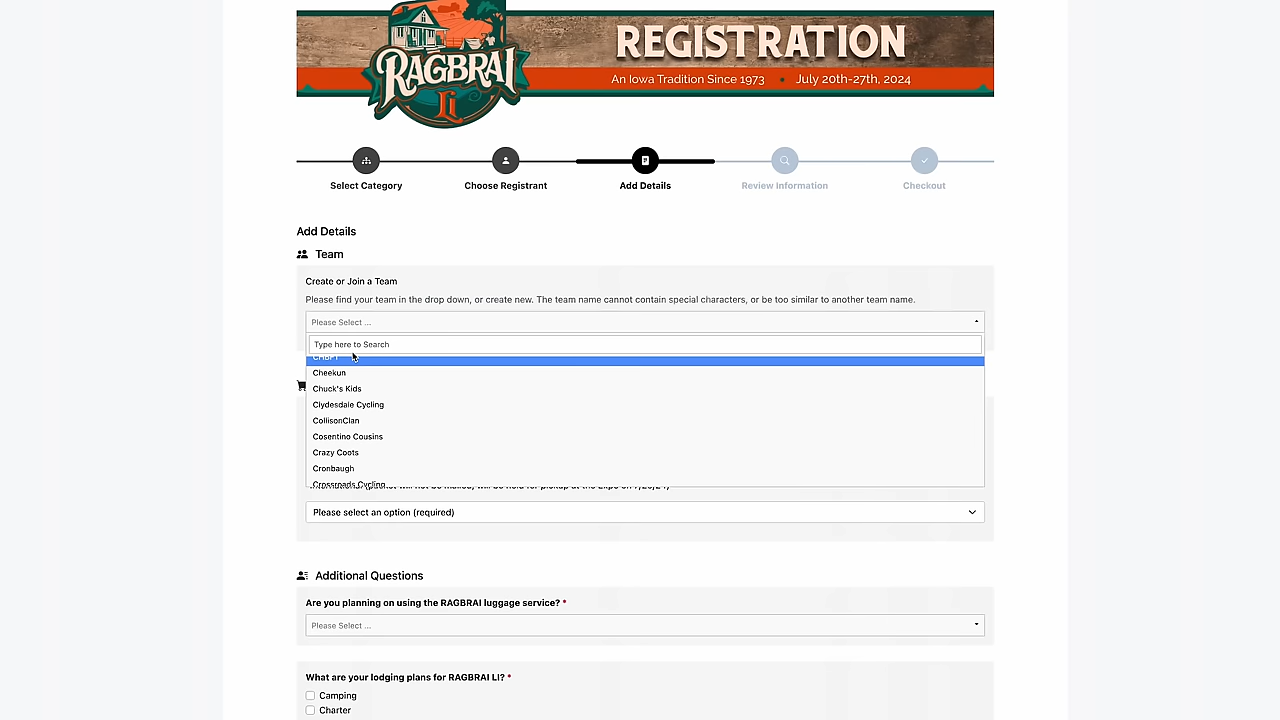 RAGBRAI
LI
REGISTRATION
An Iowa Tradition Since 1973 • July 20th-27th, 2024
Select Category
Choose Registrant
Add Details
Review Information
Checkout
Add Details
Team
Create or Join a Team
Please find your team in the drop down, or create new. The team name cannot contain special characters, or be too similar to another team name.
Please Select ...
Type here to Search
Cheekun
Chuck's Kids
Clydesdale Cycling
CollisonClan
Cosentino Cousins
Crazy Coots
Cronbaugh
Crossroads Cycling
Please select an option (required)
Additional Questions
Are you planning on using the RAGBRAI luggage service? *
Please Select ...
What are your lodging plans for RAGBRAI LI? *
Camping
Charter